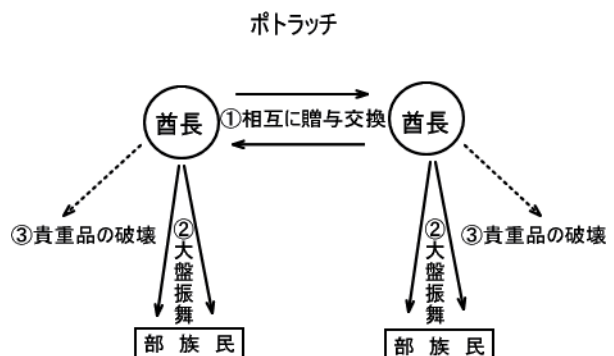 ポトラッチ
酋長
①相互に贈与交換
酋長
③貴重品の破壊
②大盤振舞
②大盤振舞
③貴重品の破壊
部族民
部族民